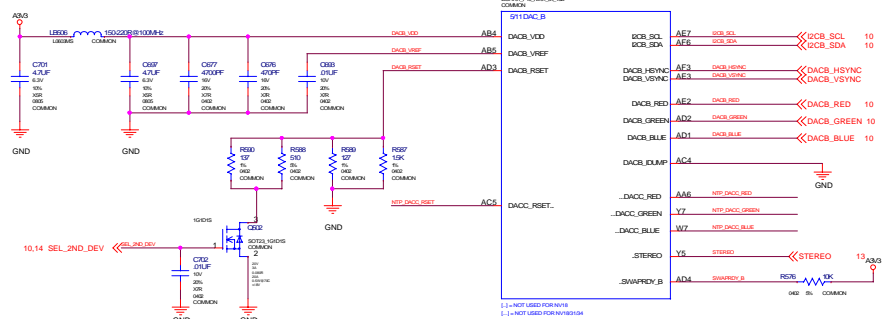 COMMON
5/11 DAC_B
A3V3
LB506
150-220R@100MHz
COMMON
DACB_VDD
AB4
DACB_VDD
DACB_VREF
AB5
DACB_VREF
DACB_RSET
AD3
DACB_RSET
C701
4.7UF
6.3V
10%
X5R
0805
COMMON
C697
4.7UF
6.3V
10%
X5R
0805
COMMON
C677
4700PF
16V
20%
X7R
0402
COMMON
C676
470PF
16V
20%
X7R
0402
COMMON
C693
.01UF
10V
20%
X7R
0402
COMMON
GND
GND
R590
137
1%
0402
COMMON
R588
510
5%
0402
COMMON
R589
127
1%
0402
COMMON
R587
1.5K
1%
0402
COMMON
GND
NTP_DACC_RSET
AC5
DACC_RSET..
1G1D1S
3
Q502
SOT23_1G1D1S
COMMON
1
2
10,14 SEL_2ND_DEV
SEL_2ND_DEV
C702
.01UF
10V
20%
X7R
0402
COMMON
GND
GND
I2CB_SCL
AE7
I2CB_SCL
I2CB_SCL 10
I2CB_SDA
AF6
I2CB_SDA
I2CB_SDA 10
DACB_HSYNC
AF3
DACB_HSYNC
DACB_HSYNC
DACB_VSYNC
AE3
DACB_VSYNC
DACB_VSYNC
DACB_RED
AE2
DACB_RED
DACB_RED 10
DACB_GREEN
AD2
DACB_GREEN
DACB_GREEN 10
DACB_BLUE
AD1
DACB_BLUE
DACB_BLUE 10
DACB_IDUMP
AC4
GND
..DACC_RED
AA6
NTP_DACC_RED
..DACC_GREEN
Y7
NTP_DACC_GREEN
..DACC_BLUE
W7
NTP_DACC_BLUE
.STEREO
Y5
STEREO
STEREO 13
A3V3
.SWAPRDY_B
AD4
SWAPRDY_B
R576
10K
0402
5%
COMMON
[..] = NOT USED FOR NV18
[...] = NOT USED FOR NV18/31/34